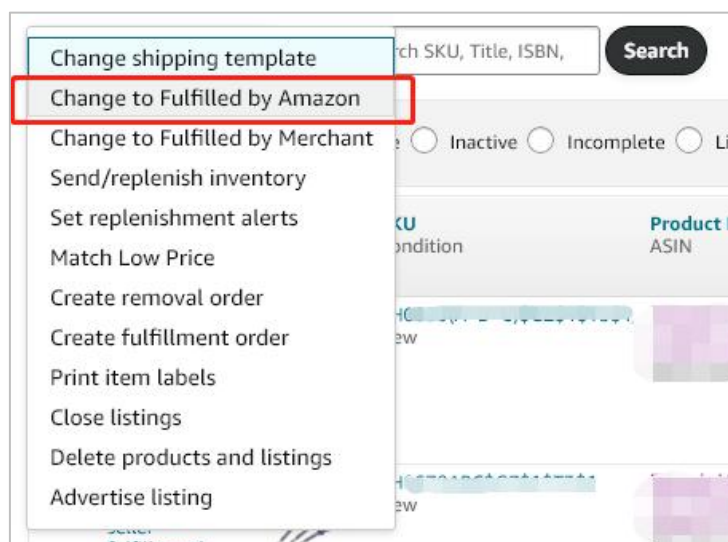 Change shipping template
Change to Fulfilled by Amazon
Change to Fulfilled by Merchant
Send/replenish inventory
Set replenishment alerts
Match Low Price
Create removal order
Create fulfillment order
Print item labels
Close listings
Delete products and listings
Advertise listing
rch SKU, Title, ISBN,
Search
Inactive
Incomplete
Li
KU
ondition
Product
ASIN
ew
ew